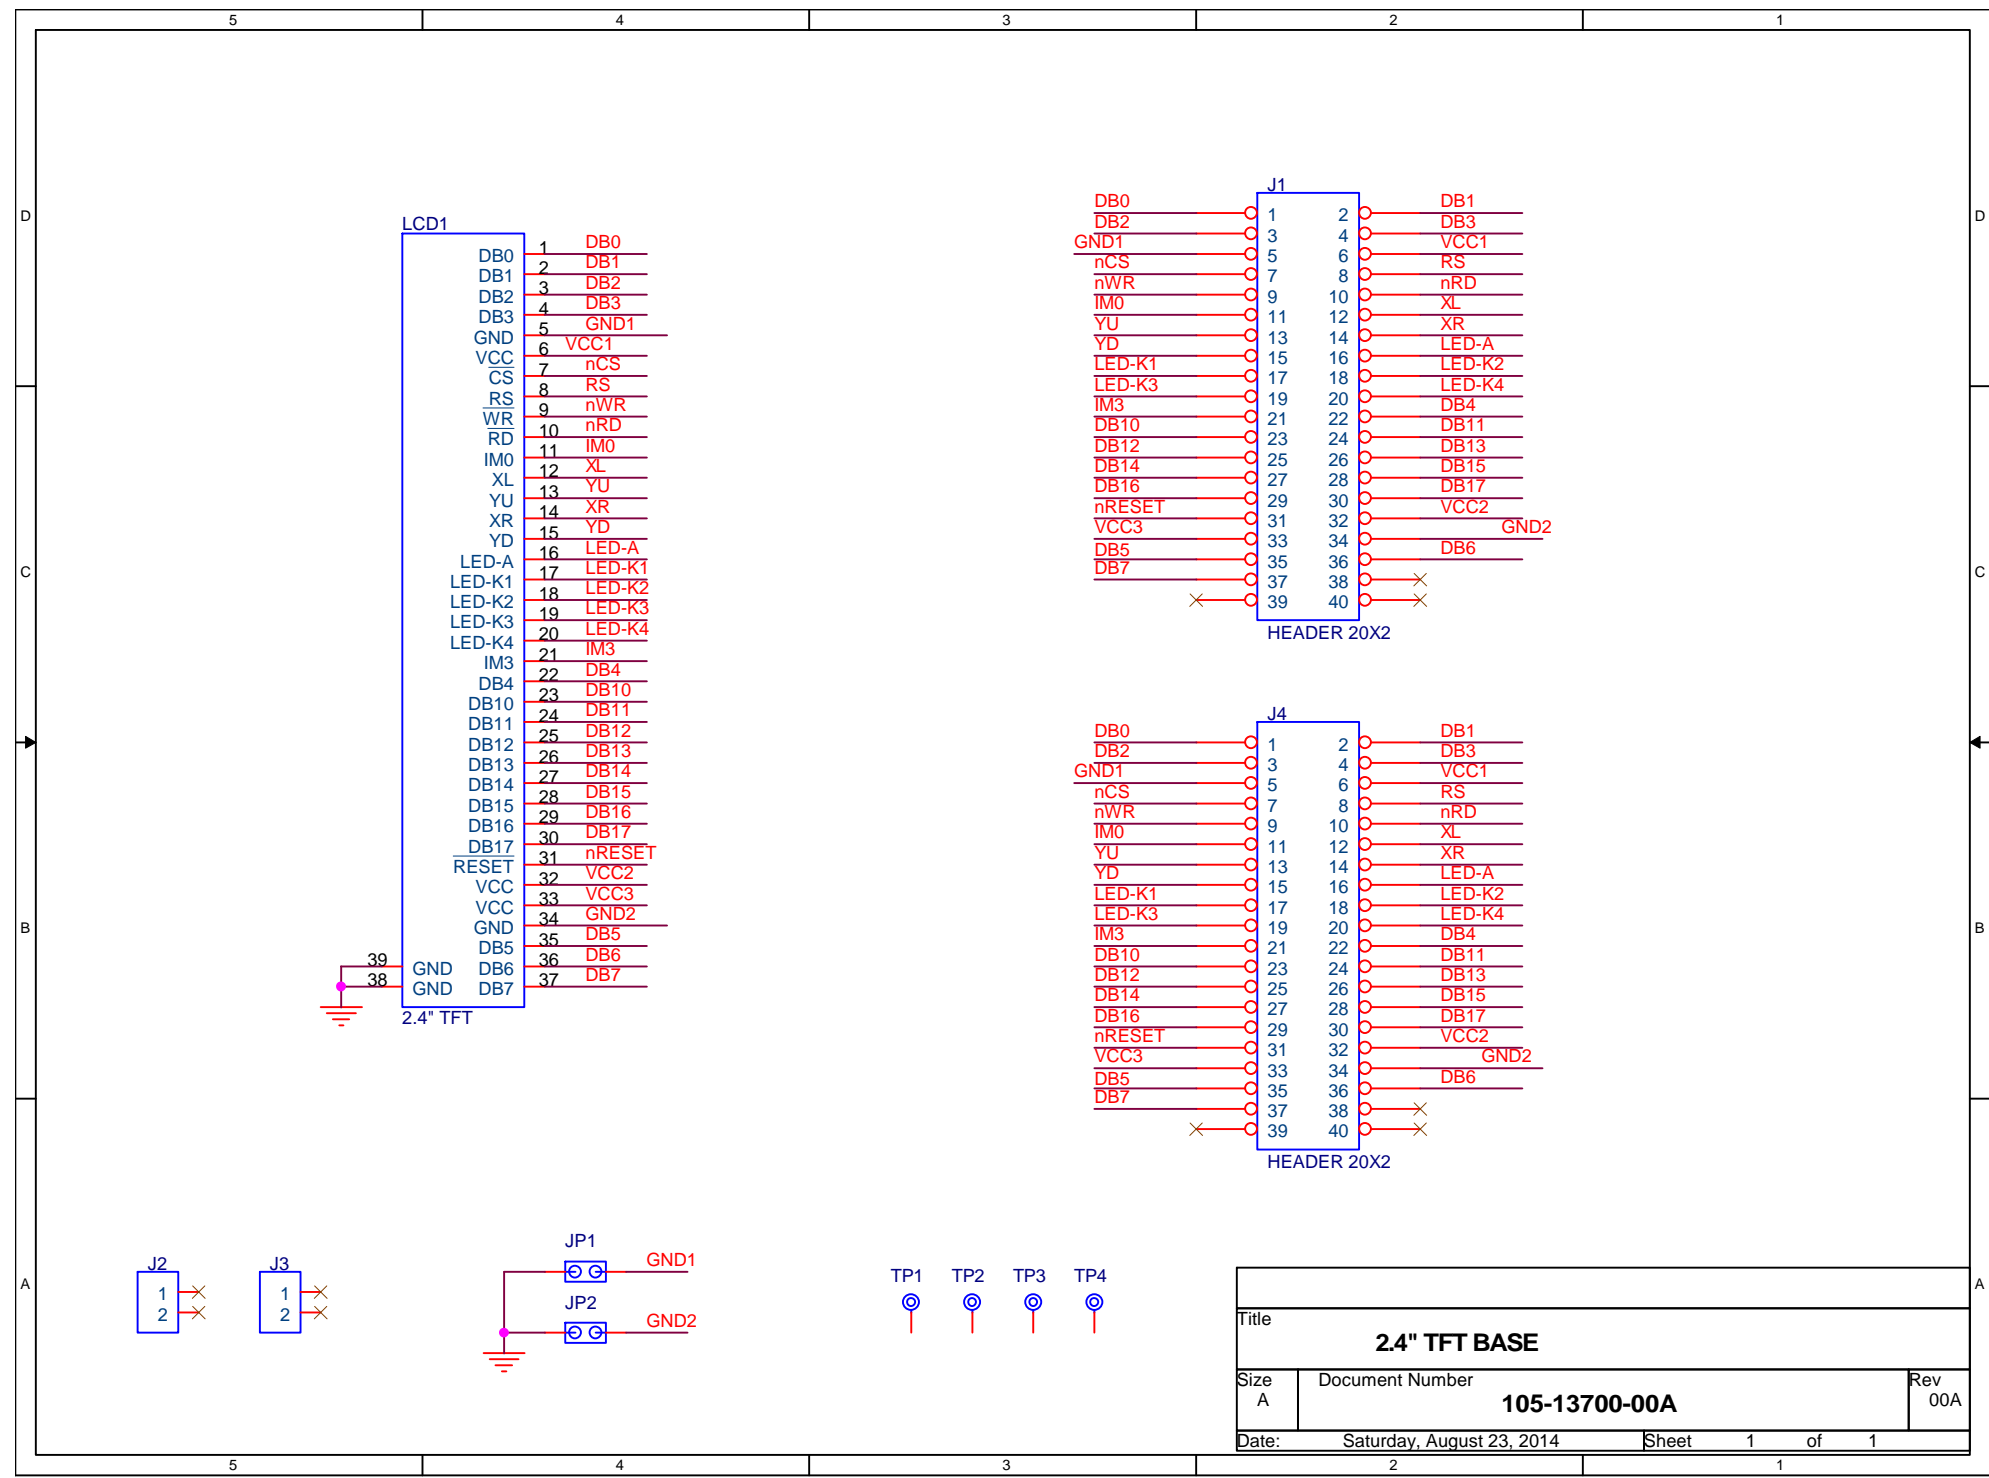 5 4 3 2 1
D D
C C
B B
A A
LCD1
DB0 1 DB0
DB1 2 DB1
DB2 3 DB2
DB3 4 DB3
GND 5 GND1
VCC 6 VCC1
CS 7 nCS
RS 8 RS
WR 9 nWR
RD 10 nRD
IM0 11 IM0
XL 12 XL
YU 13 YU
XR 14 XR
YD 15 YD
LED-A 16 LED-A
LED-K1 17 LED-K1
LED-K2 18 LED-K2
LED-K3 19 LED-K3
LED-K4 20 LED-K4
IM3 21 IM3
DB4 22 DB4
DB10 23 DB10
DB11 24 DB11
DB12 25 DB12
DB13 26 DB13
DB14 27 DB14
DB15 28 DB15
DB16 29 DB16
DB17 30 DB17
RESET 31 nRESET
VCC 32 VCC2
VCC 33 VCC3
GND 34 GND2
DB5 35 DB5
39 GND DB6 36 DB6
38 GND DB7 37 DB7
2.4" TFT
J1
DB0 1 2 DB1
DB2 3 4 DB3
GND1 5 6 VCC1
nCS 7 8 RS
nWR 9 10 nRD
IM0 11 12 XL
YU 13 14 XR
YD 15 16 LED-A
LED-K1 17 18 LED-K2
LED-K3 19 20 LED-K4
IM3 21 22 DB4
DB10 23 24 DB11
DB12 25 26 DB13
DB14 27 28 DB15
DB16 29 30 DB17
nRESET 31 32 VCC2
VCC3 33 34 GND2
DB5 35 36 DB6
DB7 37 38
39 40
HEADER 20X2
J4
DB0 1 2 DB1
DB2 3 4 DB3
GND1 5 6 VCC1
nCS 7 8 RS
nWR 9 10 nRD
IM0 11 12 XL
YU 13 14 XR
YD 15 16 LED-A
LED-K1 17 18 LED-K2
LED-K3 19 20 LED-K4
IM3 21 22 DB4
DB10 23 24 DB11
DB12 25 26 DB13
DB14 27 28 DB15
DB16 29 30 DB17
nRESET 31 32 VCC2
VCC3 33 34 GND2
DB5 35 36 DB6
DB7 37 38
39 40
HEADER 20X2
J2
1
2
J3
1
2
JP1
GND1
JP2
GND2
TP1 TP2 TP3 TP4
Title
2.4" TFT BASE
Size Document Number Rev
A 105-13700-00A 00A
Date: Saturday, August 23, 2014 Sheet 1 of 1
5 4 3 2 1